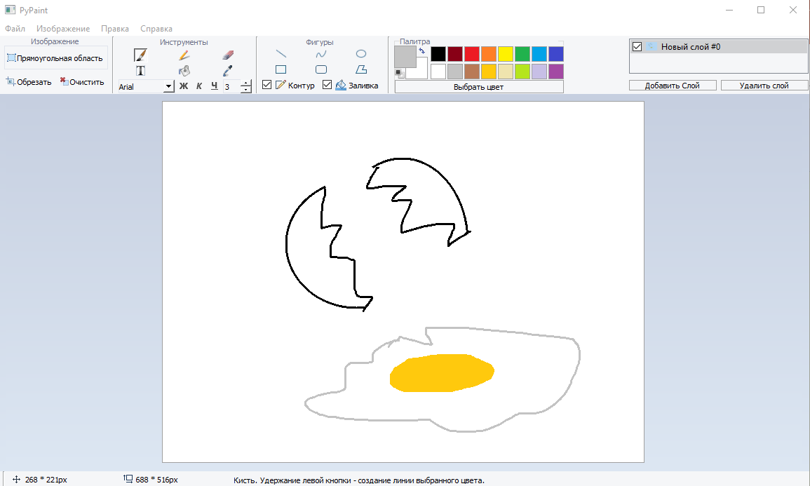 PyPaint
Файл Изображение Правка Справка
Изображение
Прямоугольная область
Обрезать Очистить
Инструменты
T
Arial Ж К Ч 3
Фигуры
Контур Заливка
Палитра
Выбрать цвет
Новый слой #0
Добавить Слой Удалить слой
268 * 221px 688 * 516px Кисть. Удержание левой кнопки - создание линии выбранного цвета.